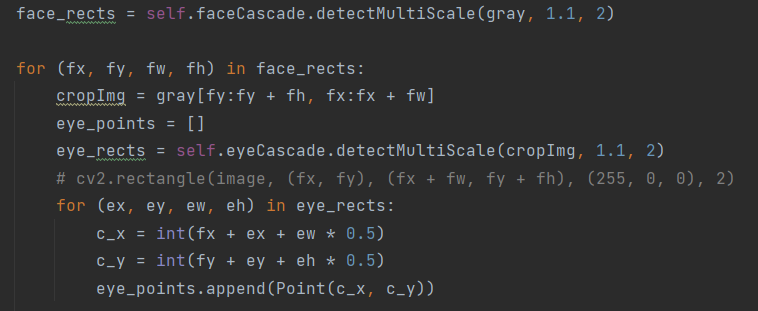 face_rects = self.faceCascade.detectMultiScale(gray, 1.1, 2)
for (fx, fy, fw, fh) in face_rects:
cropImg = gray[fy:fy + fh, fx:fx + fw]
eye_points = []
eye_rects = self.eyeCascade.detectMultiScale(cropImg, 1.1, 2)
# cv2.rectangle(image, (fx, fy), (fx + fw, fy + fh), (255, 0, 0), 2)
for (ex, ey, ew, eh) in eye_rects:
c_x = int(fx + ex + ew * 0.5)
c_y = int(fy + ey + eh * 0.5)
eye_points.append(Point(c_x, c_y))